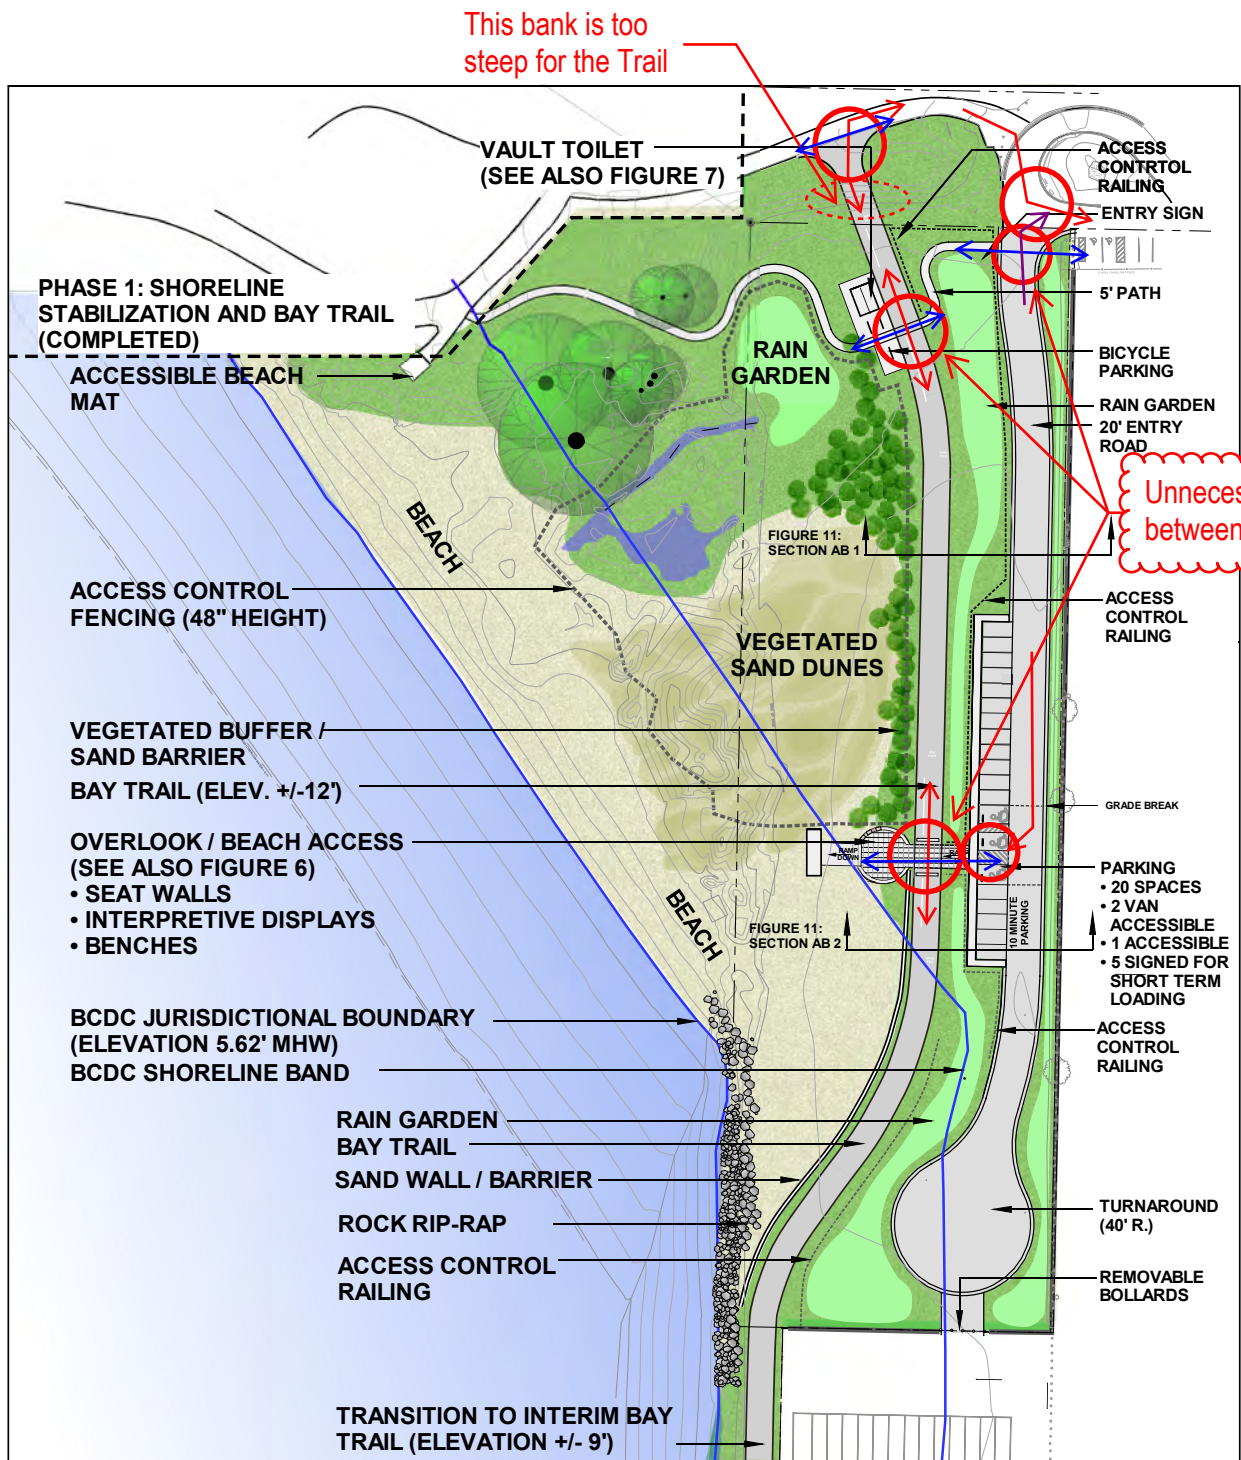 This bank is too
steep for the Trail
VAULT TOILET
(SEE ALSO FIGURE 7)
ACCESS
CONTRTOL
RAILING
ENTRY SIGN
PHASE 1: SHORELINE
STABILIZATION AND BAY TRAIL
(COMPLETED)
5' PATH
RAIN
GARDEN
BICYCLE
PARKING
ACCESSIBLE BEACH
MAT
RAIN GARDEN
20' ENTRY
ROAD
Unneces
between
BEACH
FIGURE 11:
SECTION AB 1
ACCESS CONTROL
FENCING (48" HEIGHT)
ACCESS
CONTROL
RAILING
VEGETATED
SAND DUNES
VEGETATED BUFFER /
SAND BARRIER
BAY TRAIL (ELEV. +/-12')
GRADE BREAK
OVERLOOK / BEACH ACCESS
(SEE ALSO FIGURE 6)
• SEAT WALLS
• INTERPRETIVE DISPLAYS
• BENCHES
RAMP
DOWN
PARKING
• 20 SPACES
• 2 VAN
ACCESSIBLE
• 1 ACCESSIBLE
• 5 SIGNED FOR
SHORT TERM
LOADING
BEACH
FIGURE 11:
SECTION AB 2
10 MINUTE
PARKING
BCDC JURISDICTIONAL BOUNDARY
(ELEVATION 5.62' MHW)
BCDC SHORELINE BAND
ACCESS
CONTROL
RAILING
RAIN GARDEN
BAY TRAIL
SAND WALL / BARRIER
ROCK RIP-RAP
ACCESS CONTROL
RAILING
TURNAROUND
(40' R.)
REMOVABLE
BOLLARDS
TRANSITION TO INTERIM BAY
TRAIL (ELEVATION +/- 9')